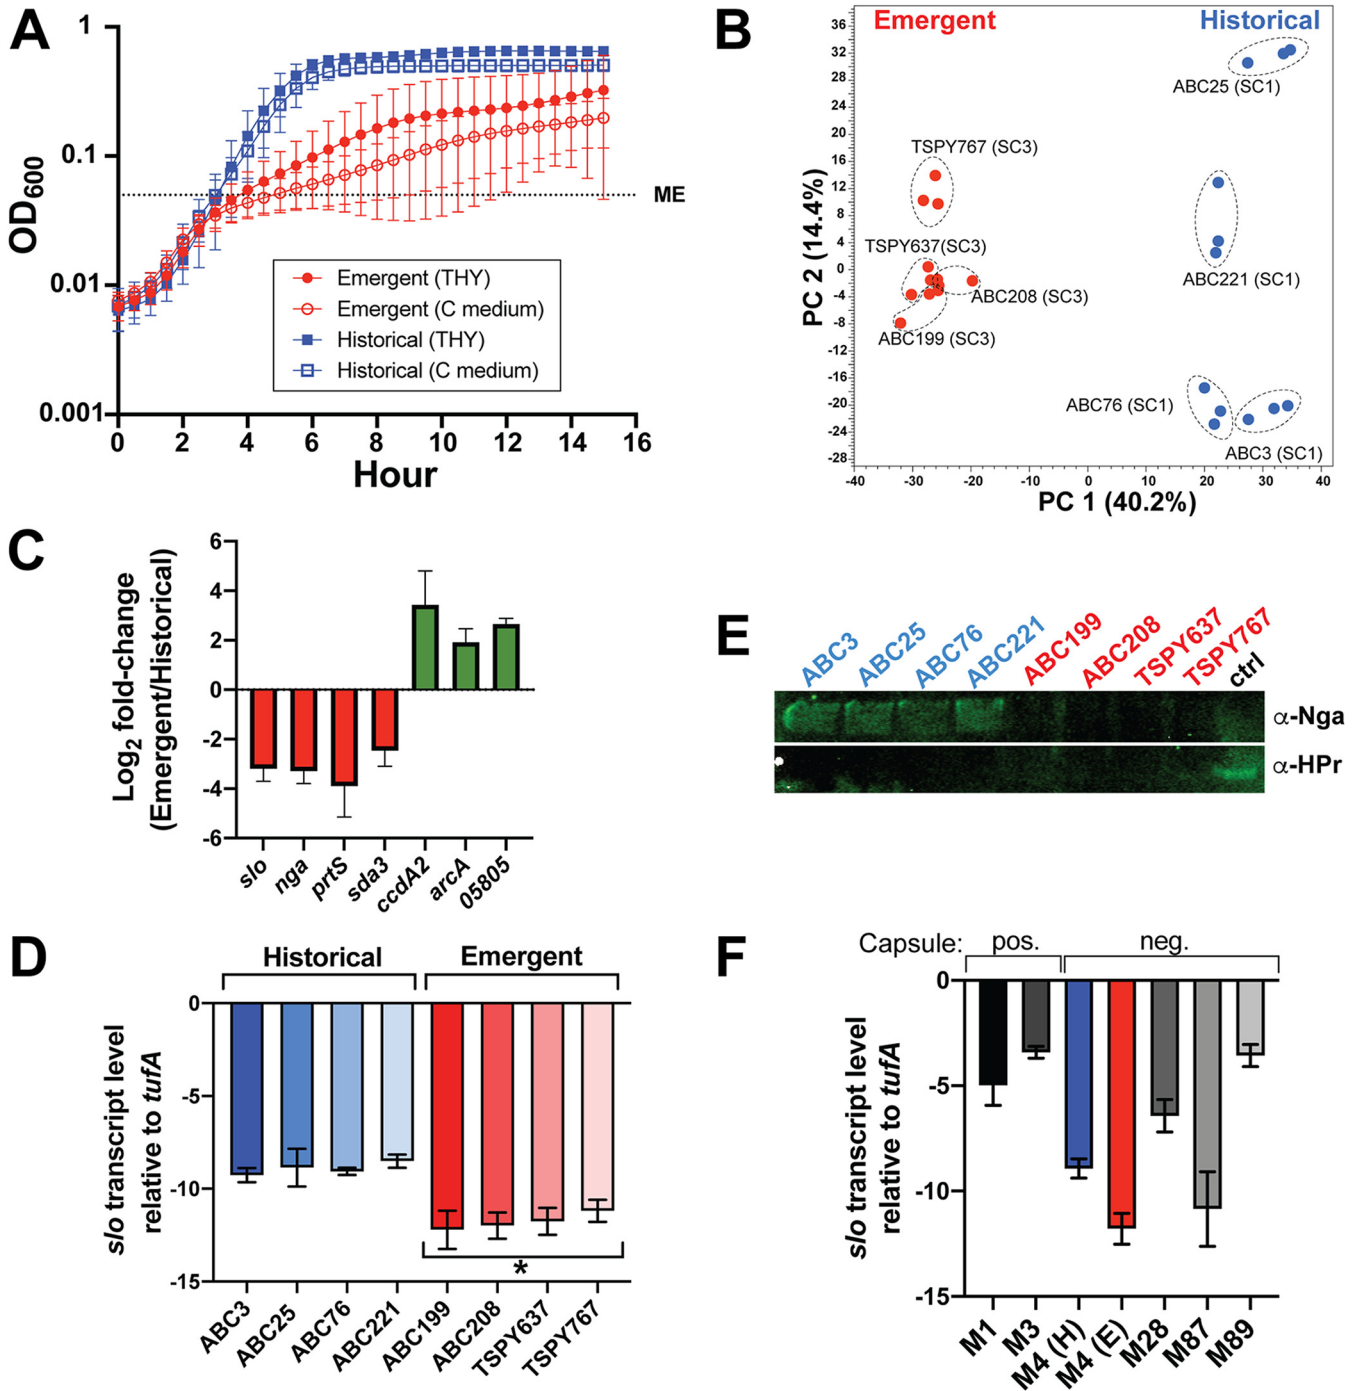 A
1
0.1
0.01
0.001
OD600
0 2 4 6 8 10 12 14 16
Hour
ME
Emergent (THY)
Emergent (C medium)
Historical (THY)
Historical (C medium)
B
Emergent Historical
36
32
28
24
20
16
12
8
4
0
-4
-8
-12
-16
-20
-24
-28
PC 2 (14.4%)
ABC25 (SC1)
TSPY767 (SC3)
TSPY637(SC3)
ABC221 (SC1)
ABC208 (SC3)
ABC199 (SC3)
ABC76 (SC1)
ABC3 (SC1)
-40 -30 -20 -10 0 10 20 30 40
PC 1 (40.2%)
C
Log2 fold-change
(Emergent/Historical)
6
4
2
0
-2
-4
-6
slo nga prtS sda3 ccdA2 arcA 05805
E
ABC3 ABC25 ABC76 ABC221 ABC199 ABC208 TSPY637 TSPY767 ctrl
α-Nga
α-HPr
D
Historical Emergent
slo transcript level
relative to tufA
0
-5
-10
-15
*
ABC3 ABC25 ABC76 ABC221 ABC199 ABC208 TSPY637 TSPY767
F
Capsule: pos. neg.
slo transcript level
relative to tufA
0
-5
-10
-15
M1 M3 M4 (H) M4 (E) M28 M87 M89